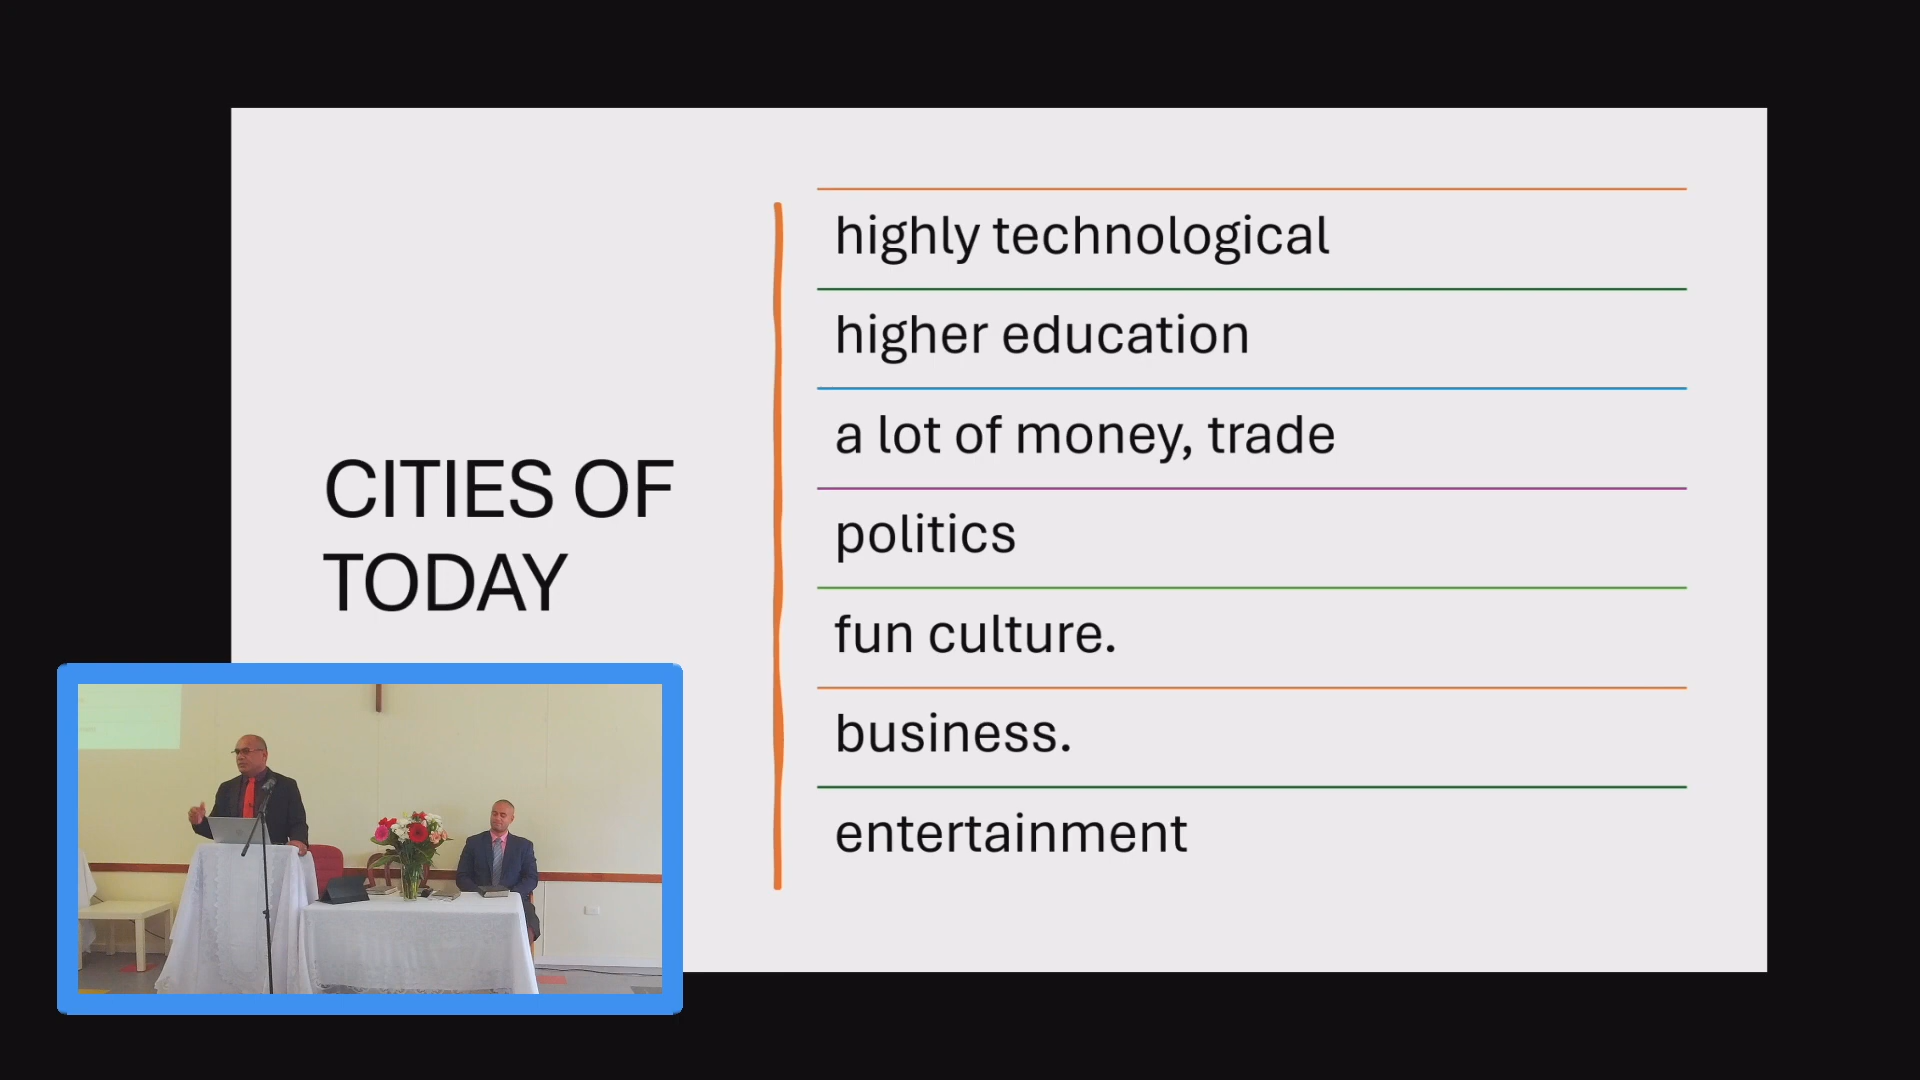 CITIES OF
TODAY
highly technological
higher education
a lot of money, trade
politics
fun culture.
business.
entertainment